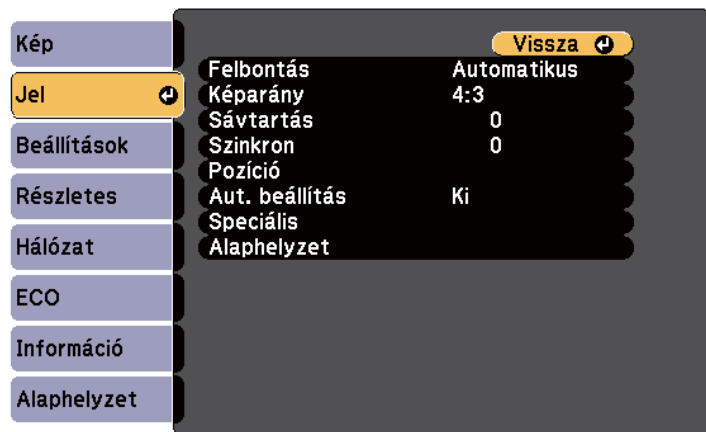 Kép
Jel
Beállítások
Részletes
Hálózat
ECO
Információ
Alaphelyzet
Vissza
Felbontás Automatikus
Képarány 4:3
Sávtartás 0
Szinkron 0
Pozíció
Aut. beállítás Ki
Speciális
Alaphelyzet